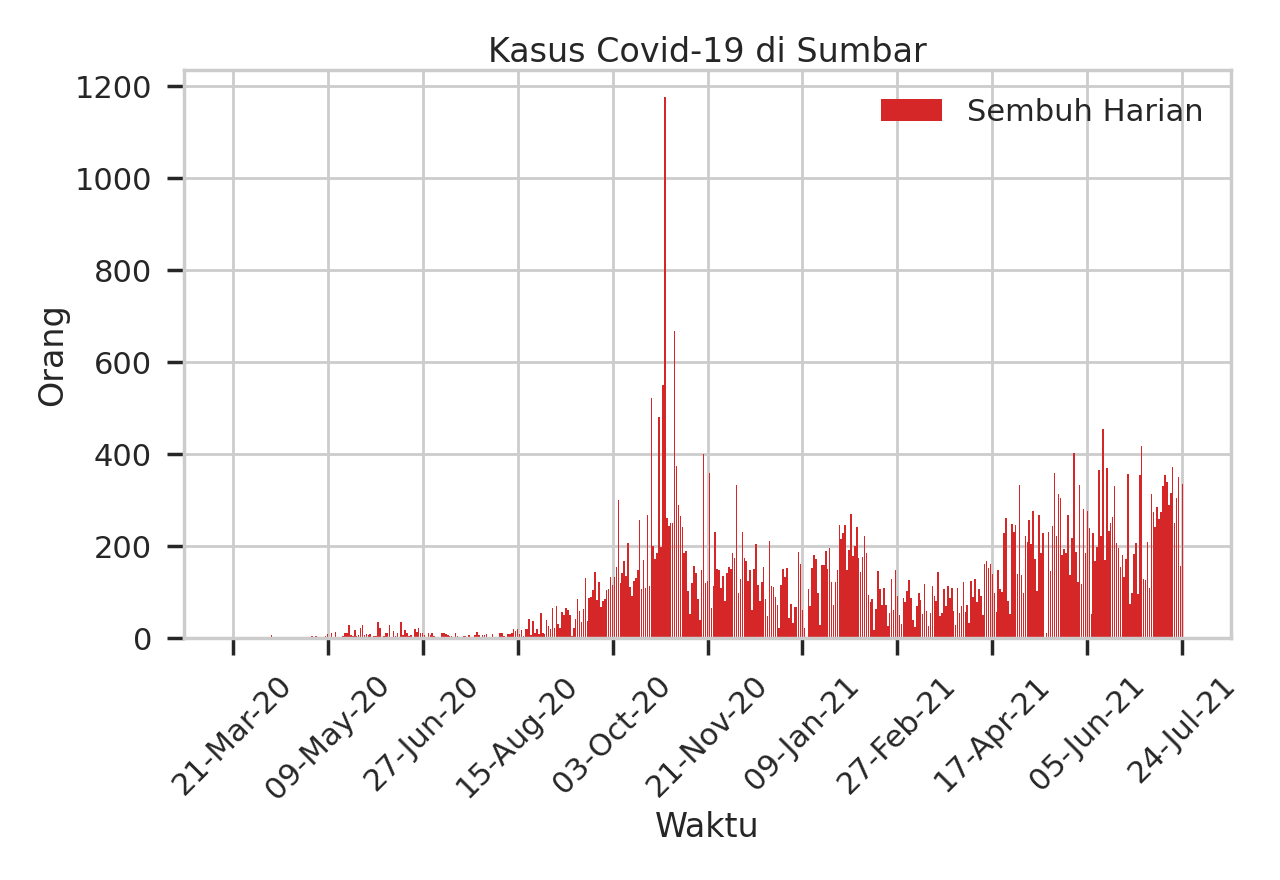 Kasus Covid-19 di Sumbar
Sembuh Harian
Orang
1200
1000
800
600
400
200
0
21-Mar-20
09-May-20
27-Jun-20
15-Aug-20
03-Oct-20
21-Nov-20
09-Jan-21
27-Feb-21
17-Apr-21
05-Jun-21
24-Jul-21
Waktu